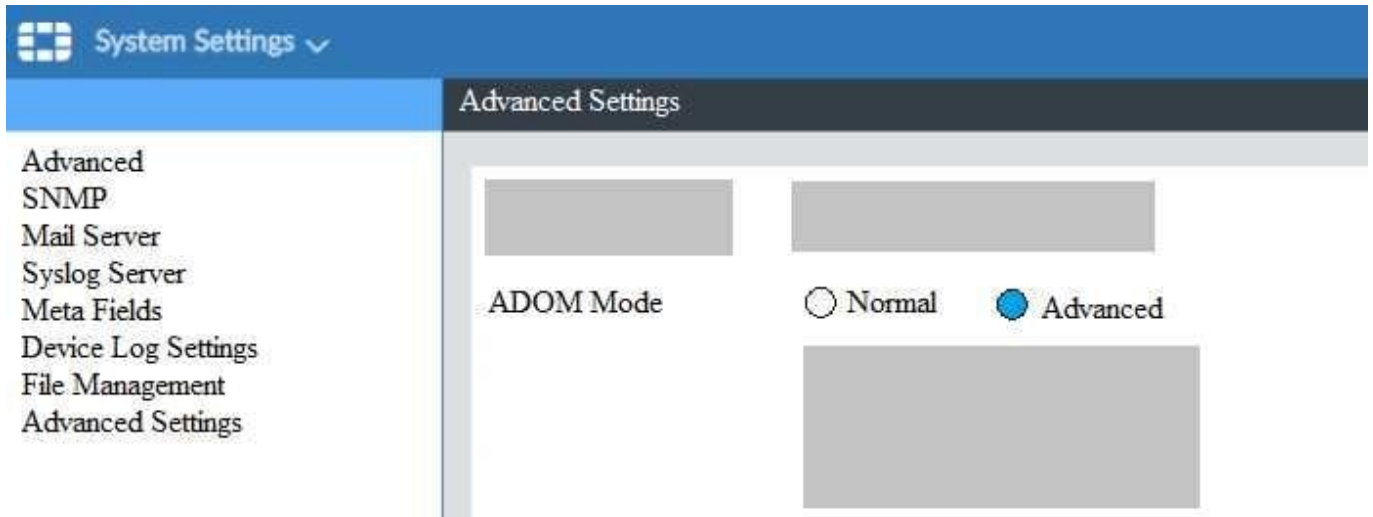 System Settings
Advanced Settings
Advanced
SNMP
Mail Server
Syslog Server
Meta Fields
Device Log Settings
File Management
Advanced Settings
ADOM Mode Normal Advanced